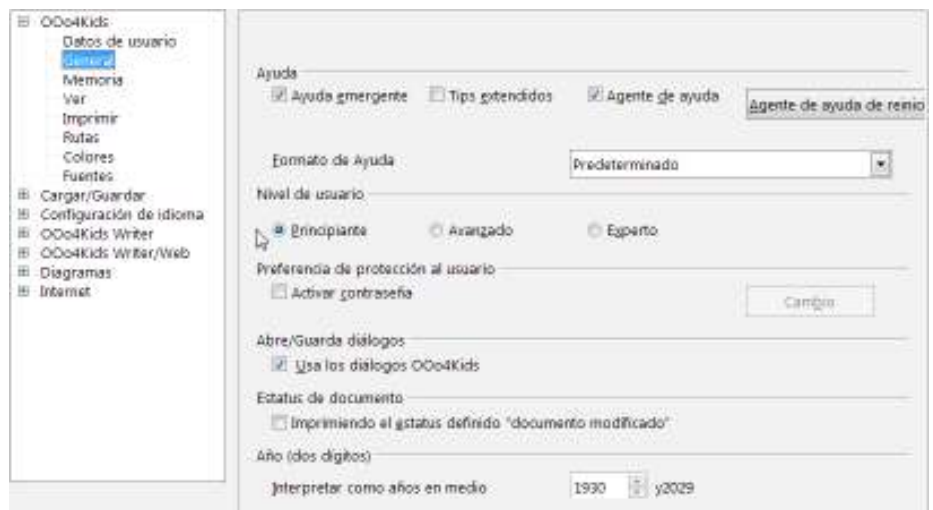 OOo4Kids
Datos de usuario
General
Memoria
Ver
Imprimir
Rutas
Colores
Fuentes
Cargar/Guardar
Configuración de idioma
OOo4Kids Writer
OOo4Kids Writer/Web
Diagramas
Internet
Ayuda
Ayuda emergente Tips extendidos Agente de ayuda Agente de ayuda de reinio
Formato de Ayuda Predeterminado
Nivel de usuario
Principiante Avanzado Experto
Preferencia de protección al usuario
Activar contraseña Cambio
Abre/Guarda diálogos
Usa los diálogos OOo4Kids
Estatus de documento
Imprimiendo el estatus definido "documento modificado"
Año (dos dígitos)
Interpretar como años en medio 1930 y2029